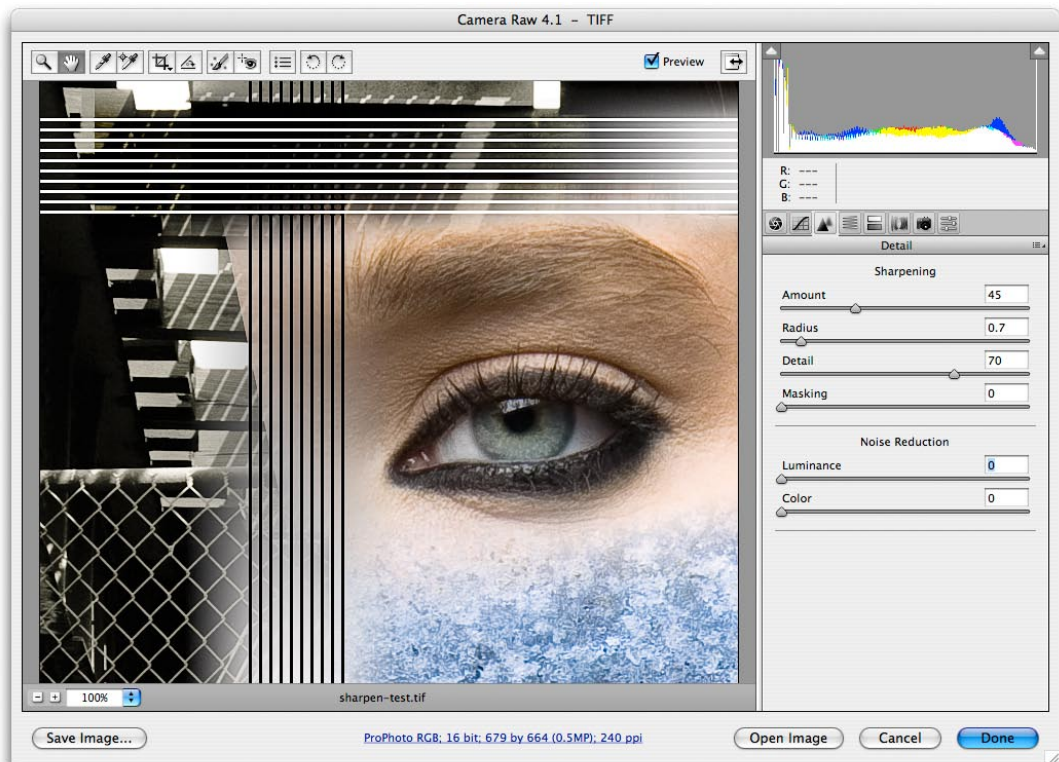 Camera Raw 4.1 – TIFF
Preview
R: ---
G: ---
B: ---
Detail
Sharpening
Amount 45
Radius 0.7
Detail 70
Masking 0
Noise Reduction
Luminance 0
Color 0
100%
sharpen-test.tif
Save Image...
ProPhoto RGB; 16 bit; 679 by 664 (0.5MP); 240 ppi
Open Image
Cancel
Done